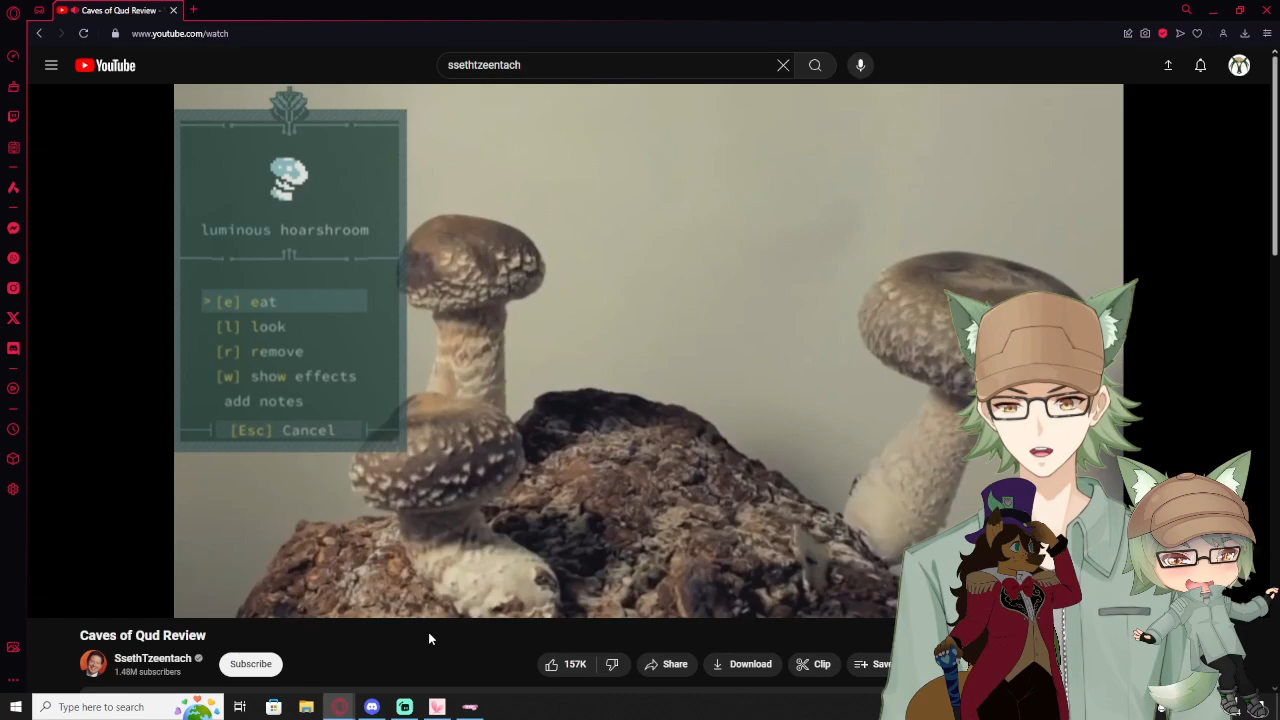 Caves of Qud Review -
www.youtube.com/watch
YouTube
ssethtzeentach
luminous hoarshroom
> [e] eat
[l] look
[r] remove
[w] show effects
add notes
[Esc] Cancel
Caves of Qud Review
SsethTzeentach
1.48M subscribers
Subscribe
157K
Share
Download
Clip
Type here to search